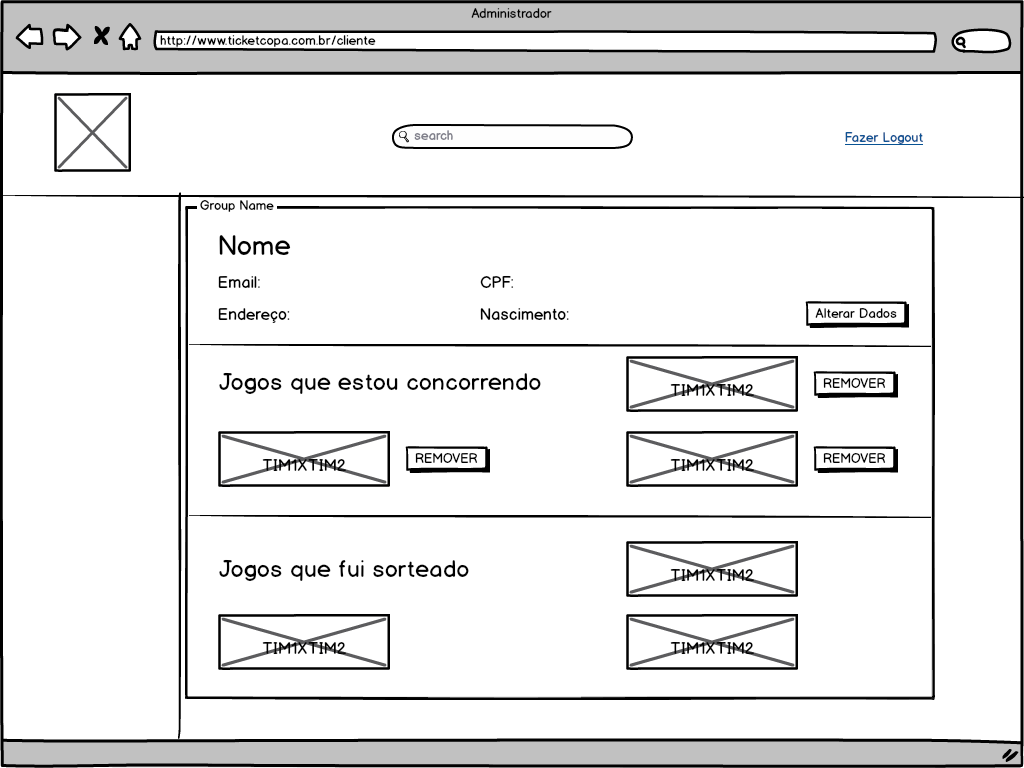 Administrador
http://www.ticketcopa.com.br/cliente
search
Fazer Logout
Group Name
Nome
Email:
CPF:
Endereço:
Nascimento:
Alterar Dados
Jogos que estou concorrendo
TIM1XTIM2
REMOVER
TIM1XTIM2
REMOVER
TIM1XTIM2
REMOVER
Jogos que fui sorteado
TIM1XTIM2
TIM1XTIM2
TIM1XTIM2